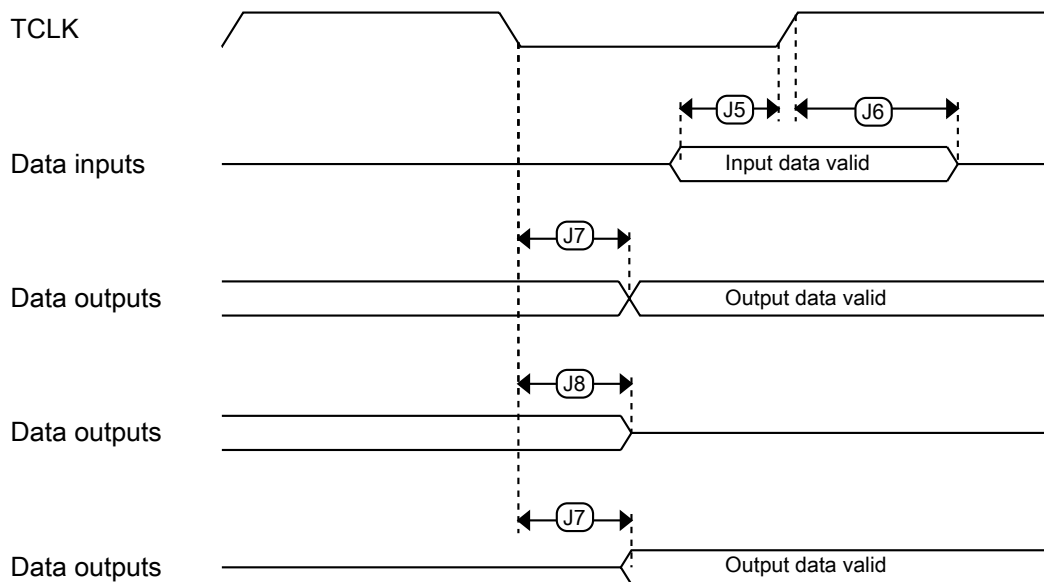 TCLK
J5
J6
Data inputs
Input data valid
J7
Data outputs
Output data valid
J8
Data outputs
J7
Data outputs
Output data valid